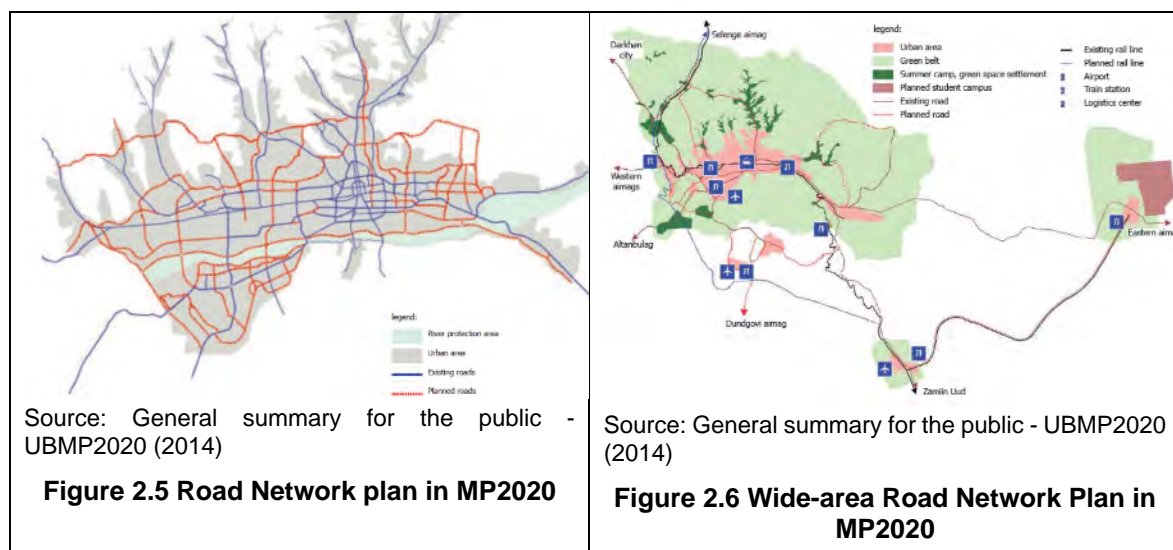 legend:
River protection area
Urban area
Existing roads
Planned roads
Source: General summary for the public -
UBMP2020 (2014)
Figure 2.5 Road Network plan in MP2020
Selenge aimag
Darkhan
city
Western
aimags
Altanbulag
Dundgovi aimag
Zamiin Uud
Eastern aima
legend:
Urban area
Green belt
Summer camp, green space settlement
Planned student campus
Existing road
Planned road
Existing rail line
Planned rail line
Airport
Train station
Logistics center
Source: General summary for the public - UBMP2020
(2014)
Figure 2.6 Wide-area Road Network Plan in
MP2020